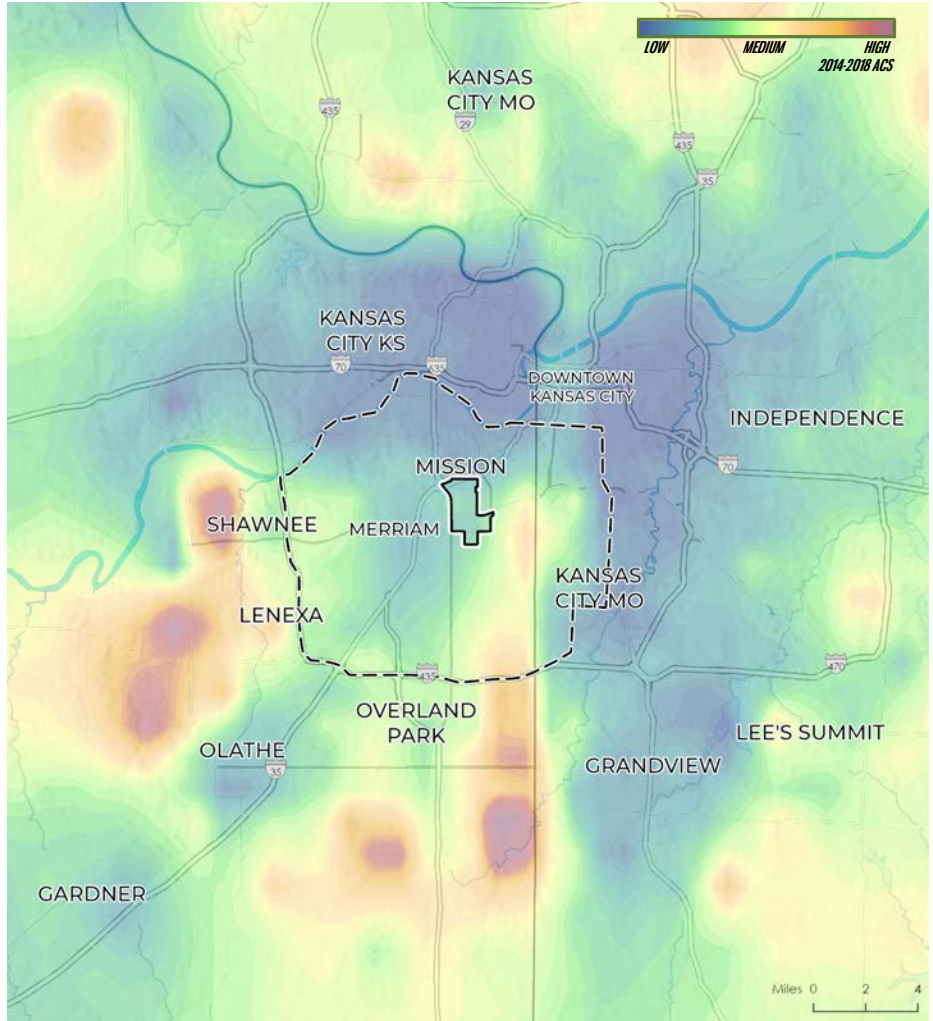 LOW MEDIUM HIGH
2014-2018 ACS
KANSAS
CITY MO
435
29
435
35
KANSAS
CITY KS
70
635
DOWNTOWN
KANSAS CITY
INDEPENDENCE
70
MISSION
SHAWNEE
MERRIAM
KANSAS
CITY MO
LENEXA
435
470
OVERLAND
PARK
LEE'S SUMMIT
OLATHE
35
GRANDVIEW
GARDNER
Miles 0 2 4